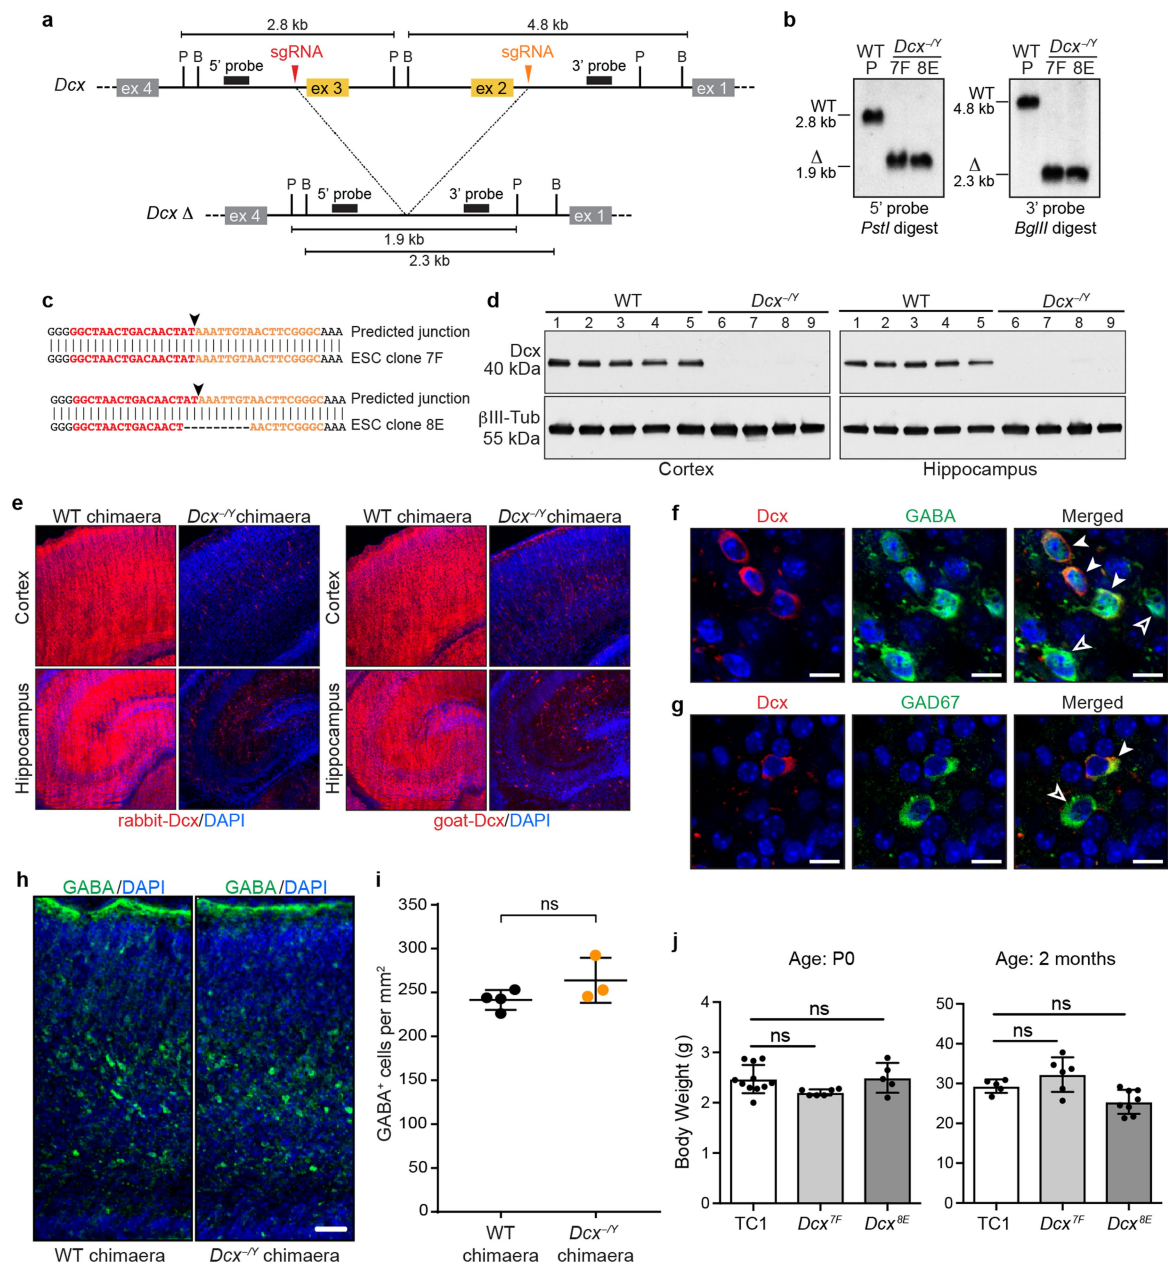 a
2.8 kb
4.8 kb
P B
sgRNA
P B
sgRNA
P B
5' probe
3' probe
Dcx
ex 4
ex 3
ex 2
ex 1
P B
5' probe
3' probe
P
B
Dcx Δ
ex 4
ex 1
1.9 kb
2.3 kb
b
WT
Dcx–/Y
P
7F 8E
WT
2.8 kb
Δ
1.9 kb
5' probe
PstI digest
WT
Dcx–/Y
P
7F 8E
WT
4.8 kb
Δ
2.3 kb
3' probe
BglII digest
c
GGGGGCTAACTGACAACTATAAATTGTAACTTCGGGCAAA
Predicted junction
GGGGGCTAACTGACAACTATAAATTGTAACTTCGGGCAAA
ESC clone 7F
GGGGGCTAACTGACAACTATAAATTGTAACTTCGGGCAAA
Predicted junction
GGGGGCTAACTGACAACT----------AACTTCGGGCAAA
ESC clone 8E
d
WT
Dcx–/Y
WT
Dcx–/Y
1 2 3 4 5 6 7 8 9
1 2 3 4 5 6 7 8 9
Dcx
40 kDa
βIII-Tub
55 kDa
Cortex
Hippocampus
e
WT chimaera
Dcx–/Y chimaera
WT chimaera
Dcx–/Y chimaera
Cortex
Cortex
Hippocampus
Hippocampus
rabbit-Dcx/DAPI
goat-Dcx/DAPI
f
Dcx
GABA
Merged
g
Dcx
GAD67
Merged
h
GABA/DAPI
GABA/DAPI
WT chimaera
Dcx–/Y chimaera
i
ns
GABA+ cells per mm2
350
300
250
200
150
100
50
0
WT
chimaera
Dcx–/Y
chimaera
j
Age: P0
Body Weight (g)
4
3
2
1
0
ns
ns
TC1
Dcx7F
Dcx8E
Age: 2 months
50
40
30
20
10
0
ns
ns
TC1
Dcx7F
Dcx8E